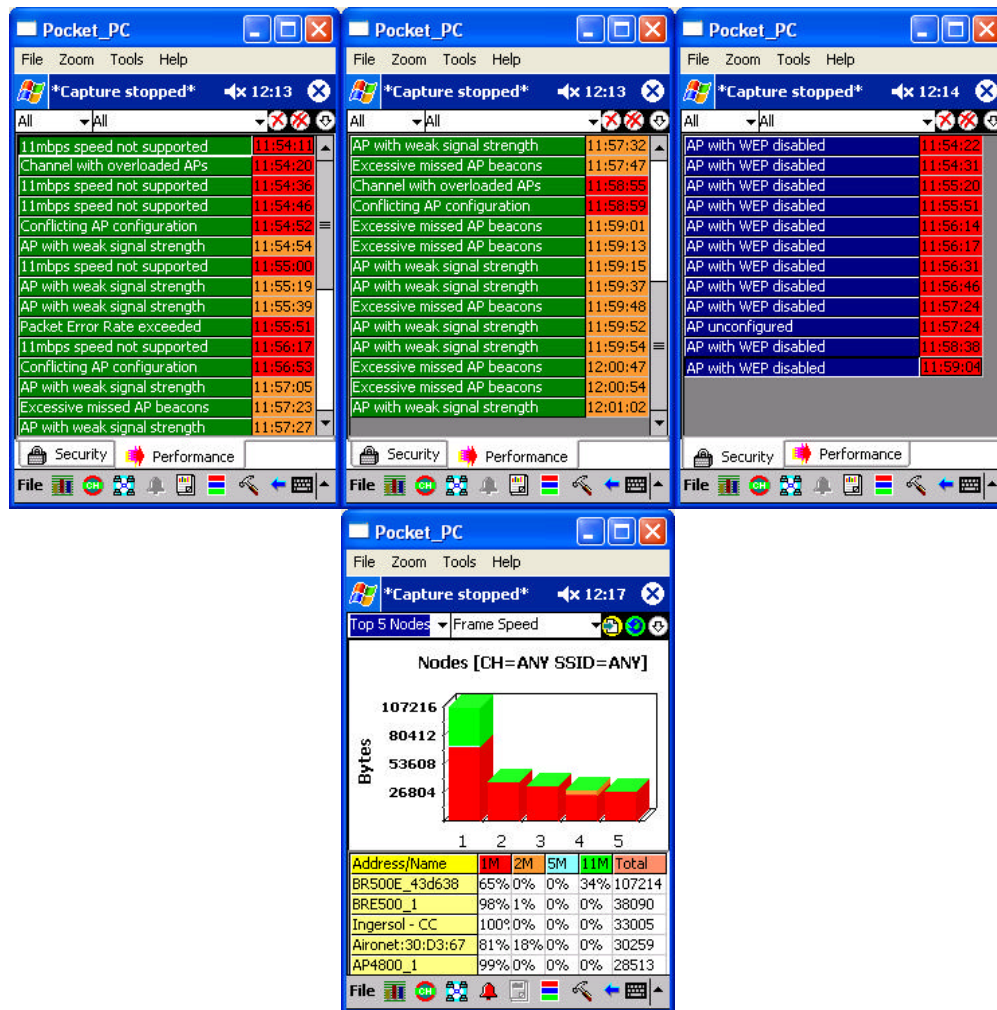 Pocket_PC
File Zoom Tools Help
*Capture stopped* 12:13
All All
11mbps speed not supported 11:54:11
Channel with overloaded APs 11:54:20
11mbps speed not supported 11:54:36
11mbps speed not supported 11:54:46
Conflicting AP configuration 11:54:52
AP with weak signal strength 11:54:54
11mbps speed not supported 11:55:00
AP with weak signal strength 11:55:19
AP with weak signal strength 11:55:39
Packet Error Rate exceeded 11:55:51
11mbps speed not supported 11:56:17
Conflicting AP configuration 11:56:53
AP with weak signal strength 11:57:05
Excessive missed AP beacons 11:57:23
AP with weak signal strength 11:57:27
Security Performance
File CH
Pocket_PC
File Zoom Tools Help
*Capture stopped* 12:13
All All
AP with weak signal strength 11:57:32
Excessive missed AP beacons 11:57:47
Channel with overloaded APs 11:58:55
Conflicting AP configuration 11:58:59
Excessive missed AP beacons 11:59:01
Excessive missed AP beacons 11:59:13
AP with weak signal strength 11:59:15
AP with weak signal strength 11:59:37
Excessive missed AP beacons 11:59:48
AP with weak signal strength 11:59:52
AP with weak signal strength 11:59:54
Excessive missed AP beacons 12:00:47
Excessive missed AP beacons 12:00:54
AP with weak signal strength 12:01:02
Security Performance
File CH
Pocket_PC
File Zoom Tools Help
*Capture stopped* 12:14
All All
AP with WEP disabled 11:54:22
AP with WEP disabled 11:54:31
AP with WEP disabled 11:55:20
AP with WEP disabled 11:55:51
AP with WEP disabled 11:56:14
AP with WEP disabled 11:56:17
AP with WEP disabled 11:56:31
AP with WEP disabled 11:56:46
AP with WEP disabled 11:57:24
AP unconfigured 11:57:24
AP with WEP disabled 11:58:38
AP with WEP disabled 11:59:04
Security Performance
File CH
Pocket_PC
File Zoom Tools Help
*Capture stopped* 12:17
Top 5 Nodes Frame Speed
Nodes [CH=ANY SSID=ANY]
107216
80412
53608
26804
Bytes
1 2 3 4 5
Address/Name 1M 2M 5M 11M Total
BR500E_43d638 65% 0% 0% 34% 107214
BRE500_1 98% 1% 0% 0% 38090
Ingersol - CC 100% 0% 0% 0% 33005
Aironet:30:D3:67 81% 18% 0% 0% 30259
AP4800_1 99% 0% 0% 0% 28513
File CH